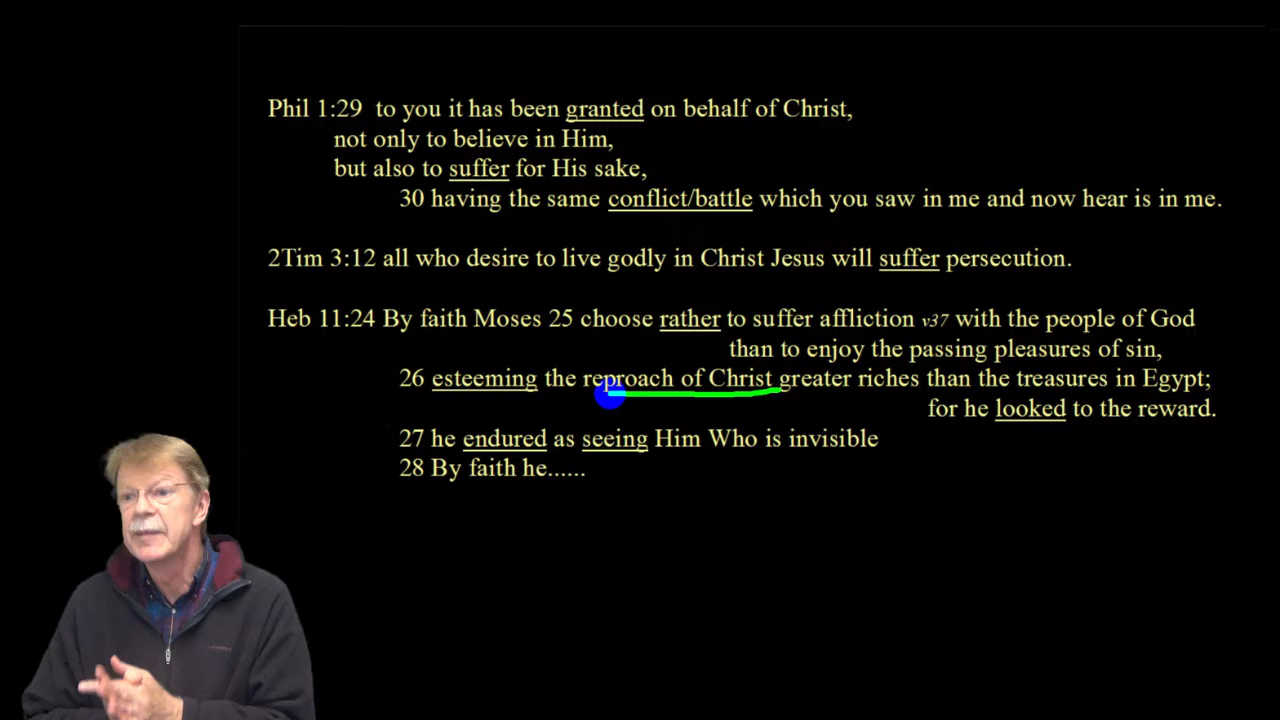 Phil 1:29 to you it has been granted on behalf of Christ,
not only to believe in Him,
but also to suffer for His sake,
30 having the same conflict/battle which you saw in me and now hear is in me.
2Tim 3:12 all who desire to live godly in Christ Jesus will suffer persecution.
Heb 11:24 By faith Moses 25 choose rather to suffer affliction v37 with the people of God
than to enjoy the passing pleasures of sin,
26 esteeming the reproach of Christ greater riches than the treasures in Egypt;
for he looked to the reward.
27 he endured as seeing Him Who is invisible
28 By faith he......